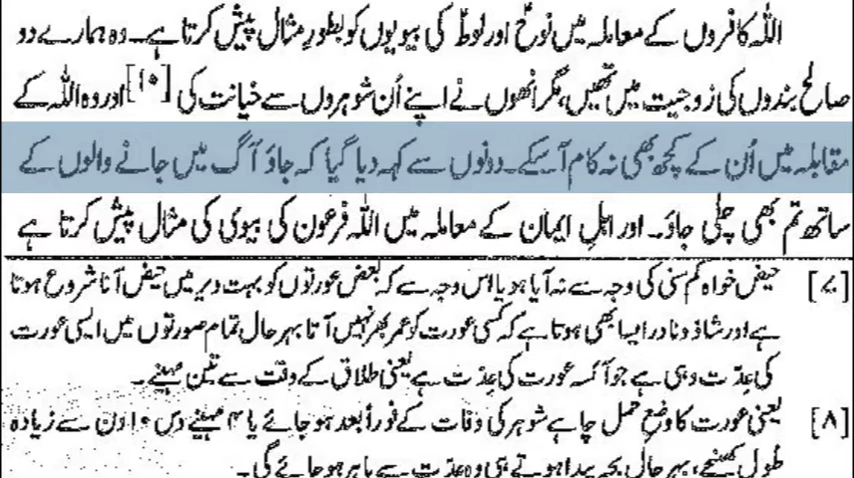 اللہ کافروں کے معاملہ میں نوحؑ اور لوطؑ کی بیویوں کو بطورِ مثال پیش کرتا ہے۔ وہ ہمارے دو
صالح بندوں کی زوجیت میں تھیں، مگر انھوں نے اپنے اُن شوہروں سے خیانت کی [۱۰] اور وہ اللہ کے
مقابلہ میں اُن کے کچھ بھی نہ کام آ سکے۔ دونوں سے کہہ دیا گیا کہ جاؤ آگ میں جانے والوں کے
ساتھ تم بھی چلی جاؤ۔ اور اہلِ ایمان کے معاملہ میں اللہ فرعون کی بیوی کی مثال پیش کرتا ہے
[۷] حیض خواہ کم سنی کی وجہ سے نہ آیا ہو یا اس وجہ سے کہ بعض عورتوں کو بہت دیر میں حیض آنا شروع ہوتا
ہے اور شاذ و نادر ایسا بھی ہوتا ہے کہ کسی عورت کو عمر بھر نہیں آتا بہر حال تمام صورتوں میں ایسی عورت
کی عِدّت وہی ہے جو آئسہ عورت کی عِدّت ہے یعنی طلاق کے وقت سے تین مہینے۔
[۸] یعنی عورت کا وضع حمل چاہے شوہر کی وفات کے فوراً بعد ہو جائے یا ۴ مہینے دس ۱۰ دن سے زیادہ
طول کھینچے، بہر حال بچہ پیدا ہوتے ہی وہ عدّت سے باہر ہو جائے گی۔